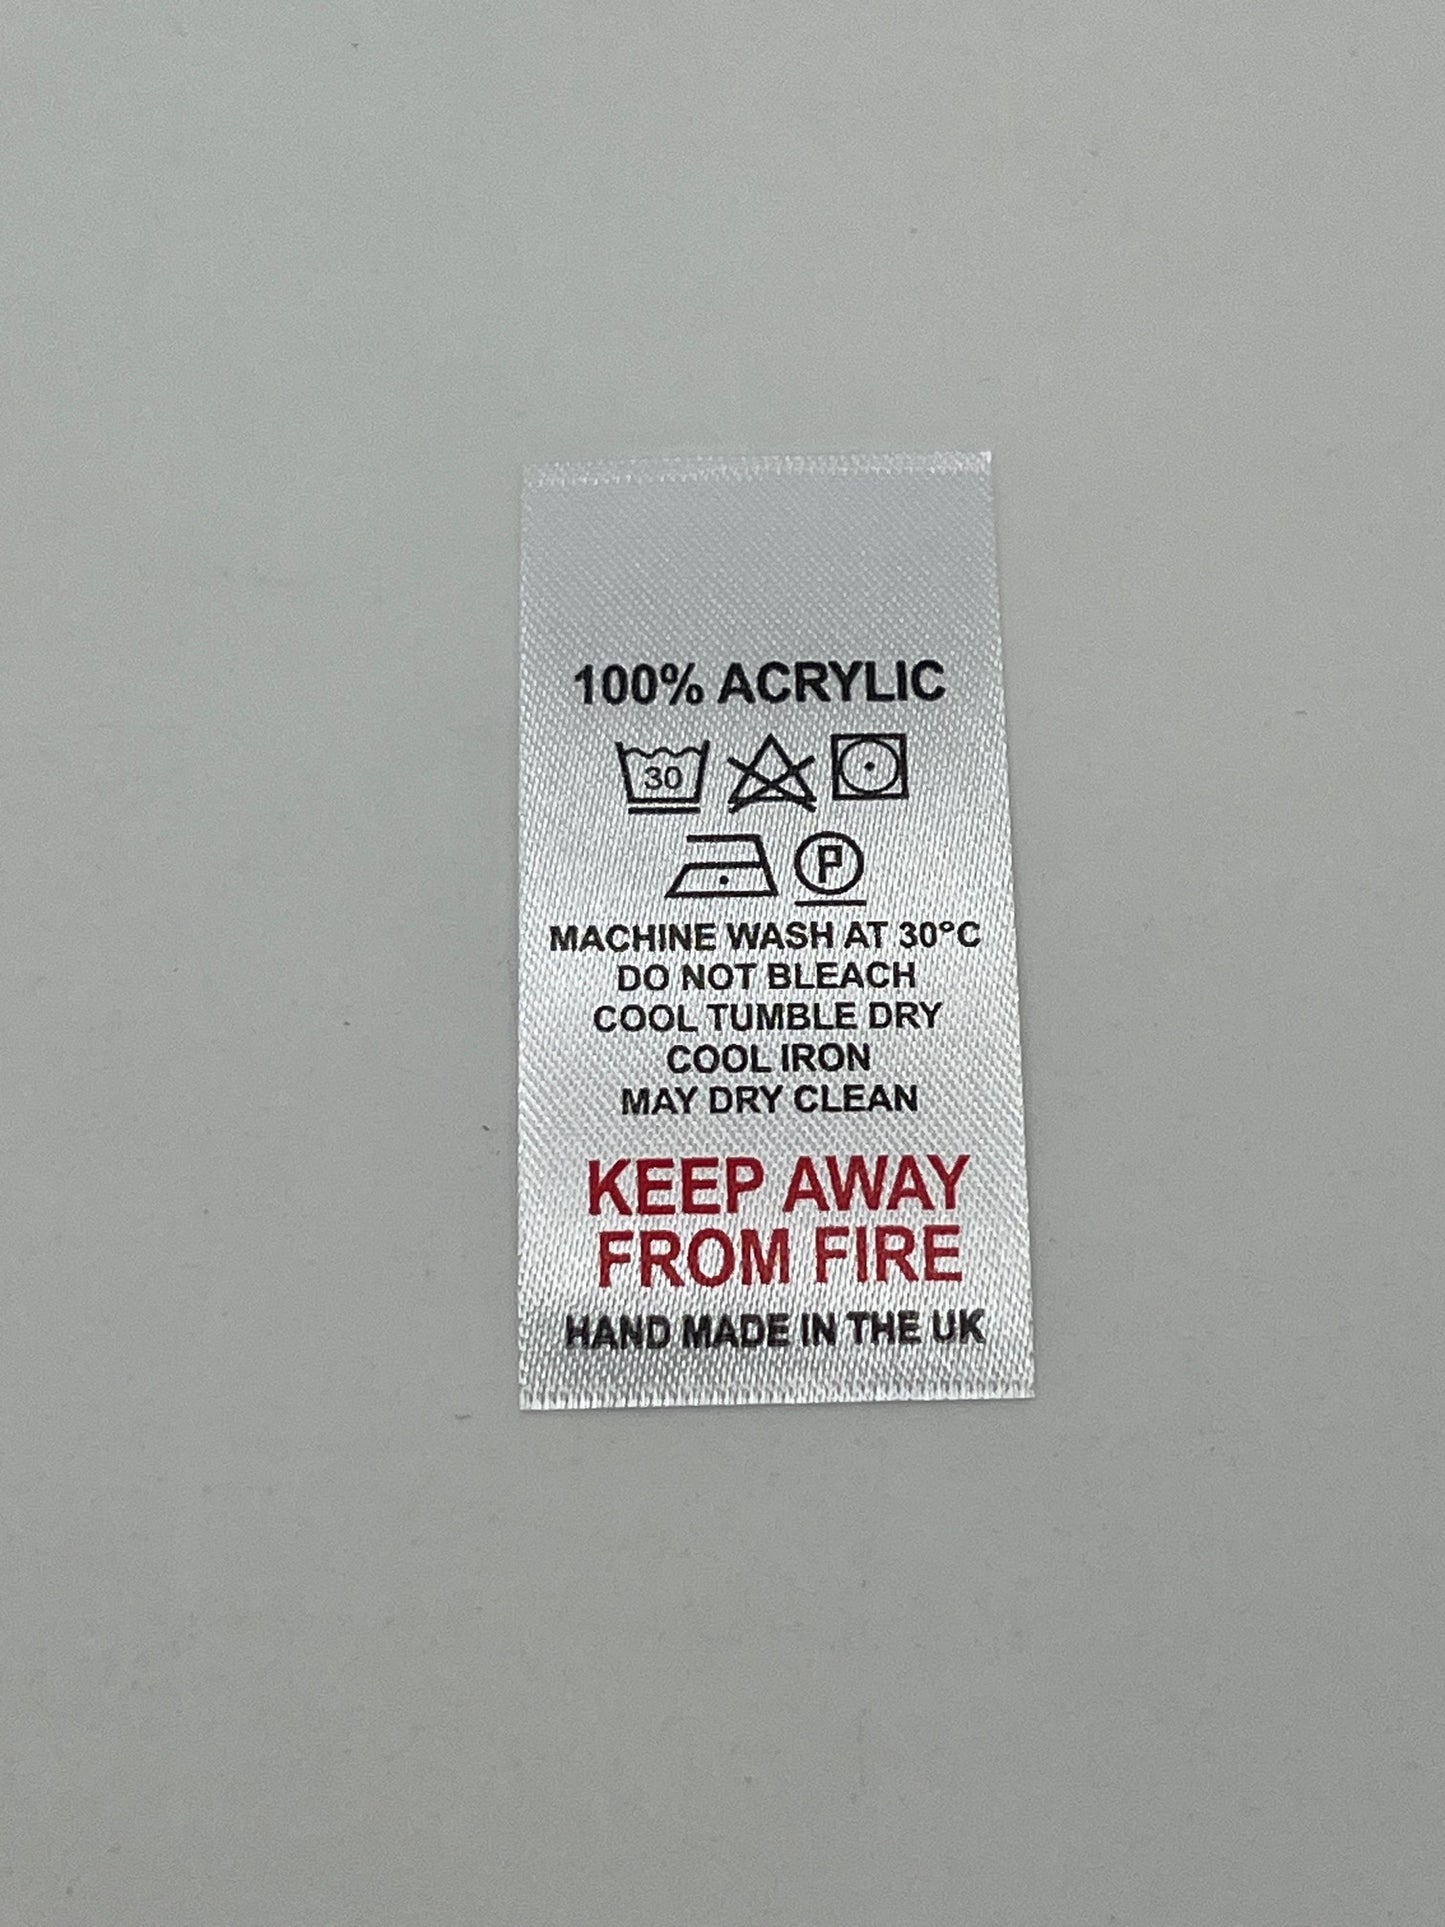 100% ACRYLIC
30
P
MACHINE WASH AT 30°C
DO NOT BLEACH
COOL TUMBLE DRY
COOL IRON
MAY DRY CLEAN
KEEP AWAY
FROM FIRE
HAND MADE IN THE UK